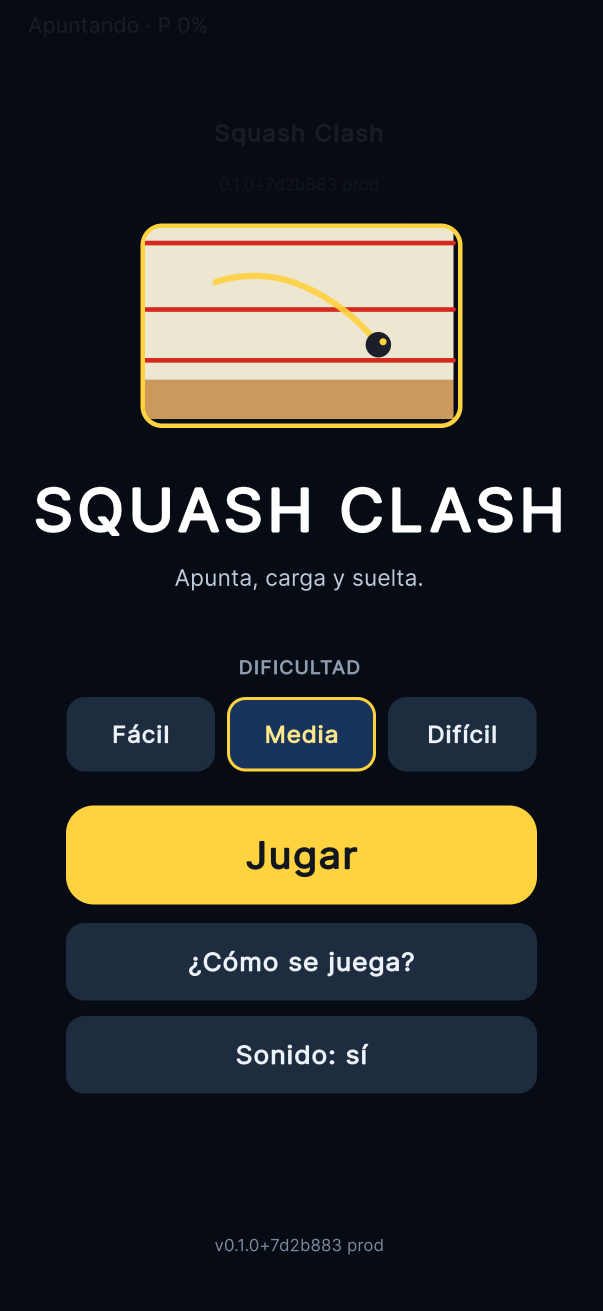 Apuntando · P 0%
Squash Clash
0.1.0+7d2b883 prod
SQUASH CLASH
Apunta, carga y suelta.
DIFICULTAD
Fácil
Media
Difícil
Jugar
¿Cómo se juega?
Sonido: sí
v0.1.0+7d2b883 prod